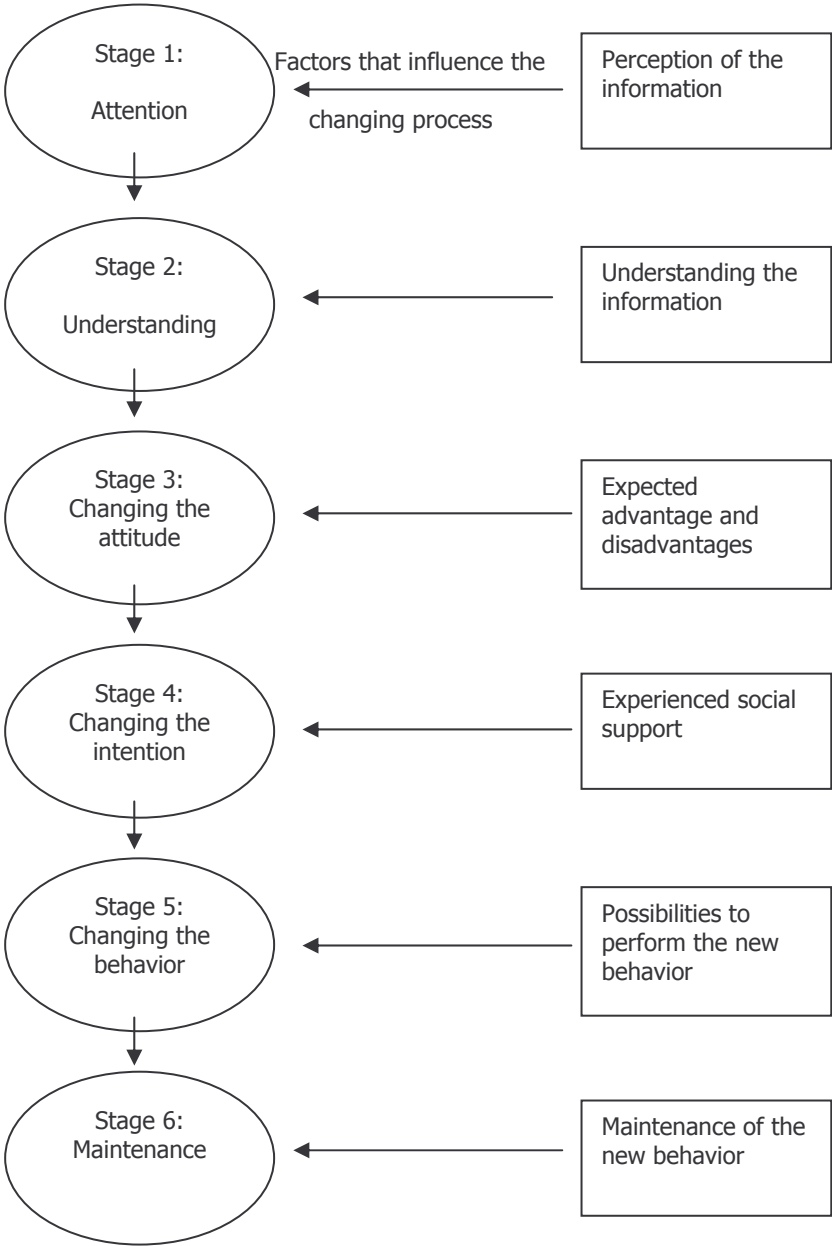 Stage 1:
Attention
Factors that influence the
changing process
Perception of the
information
Stage 2:
Understanding
Understanding the
information
Stage 3:
Changing the
attitude
Expected
advantage and
disadvantages
Stage 4:
Changing the
intention
Experienced social
support
Stage 5:
Changing the
behavior
Possibilities to
perform the new
behavior
Stage 6:
Maintenance
Maintenance of the
new behavior